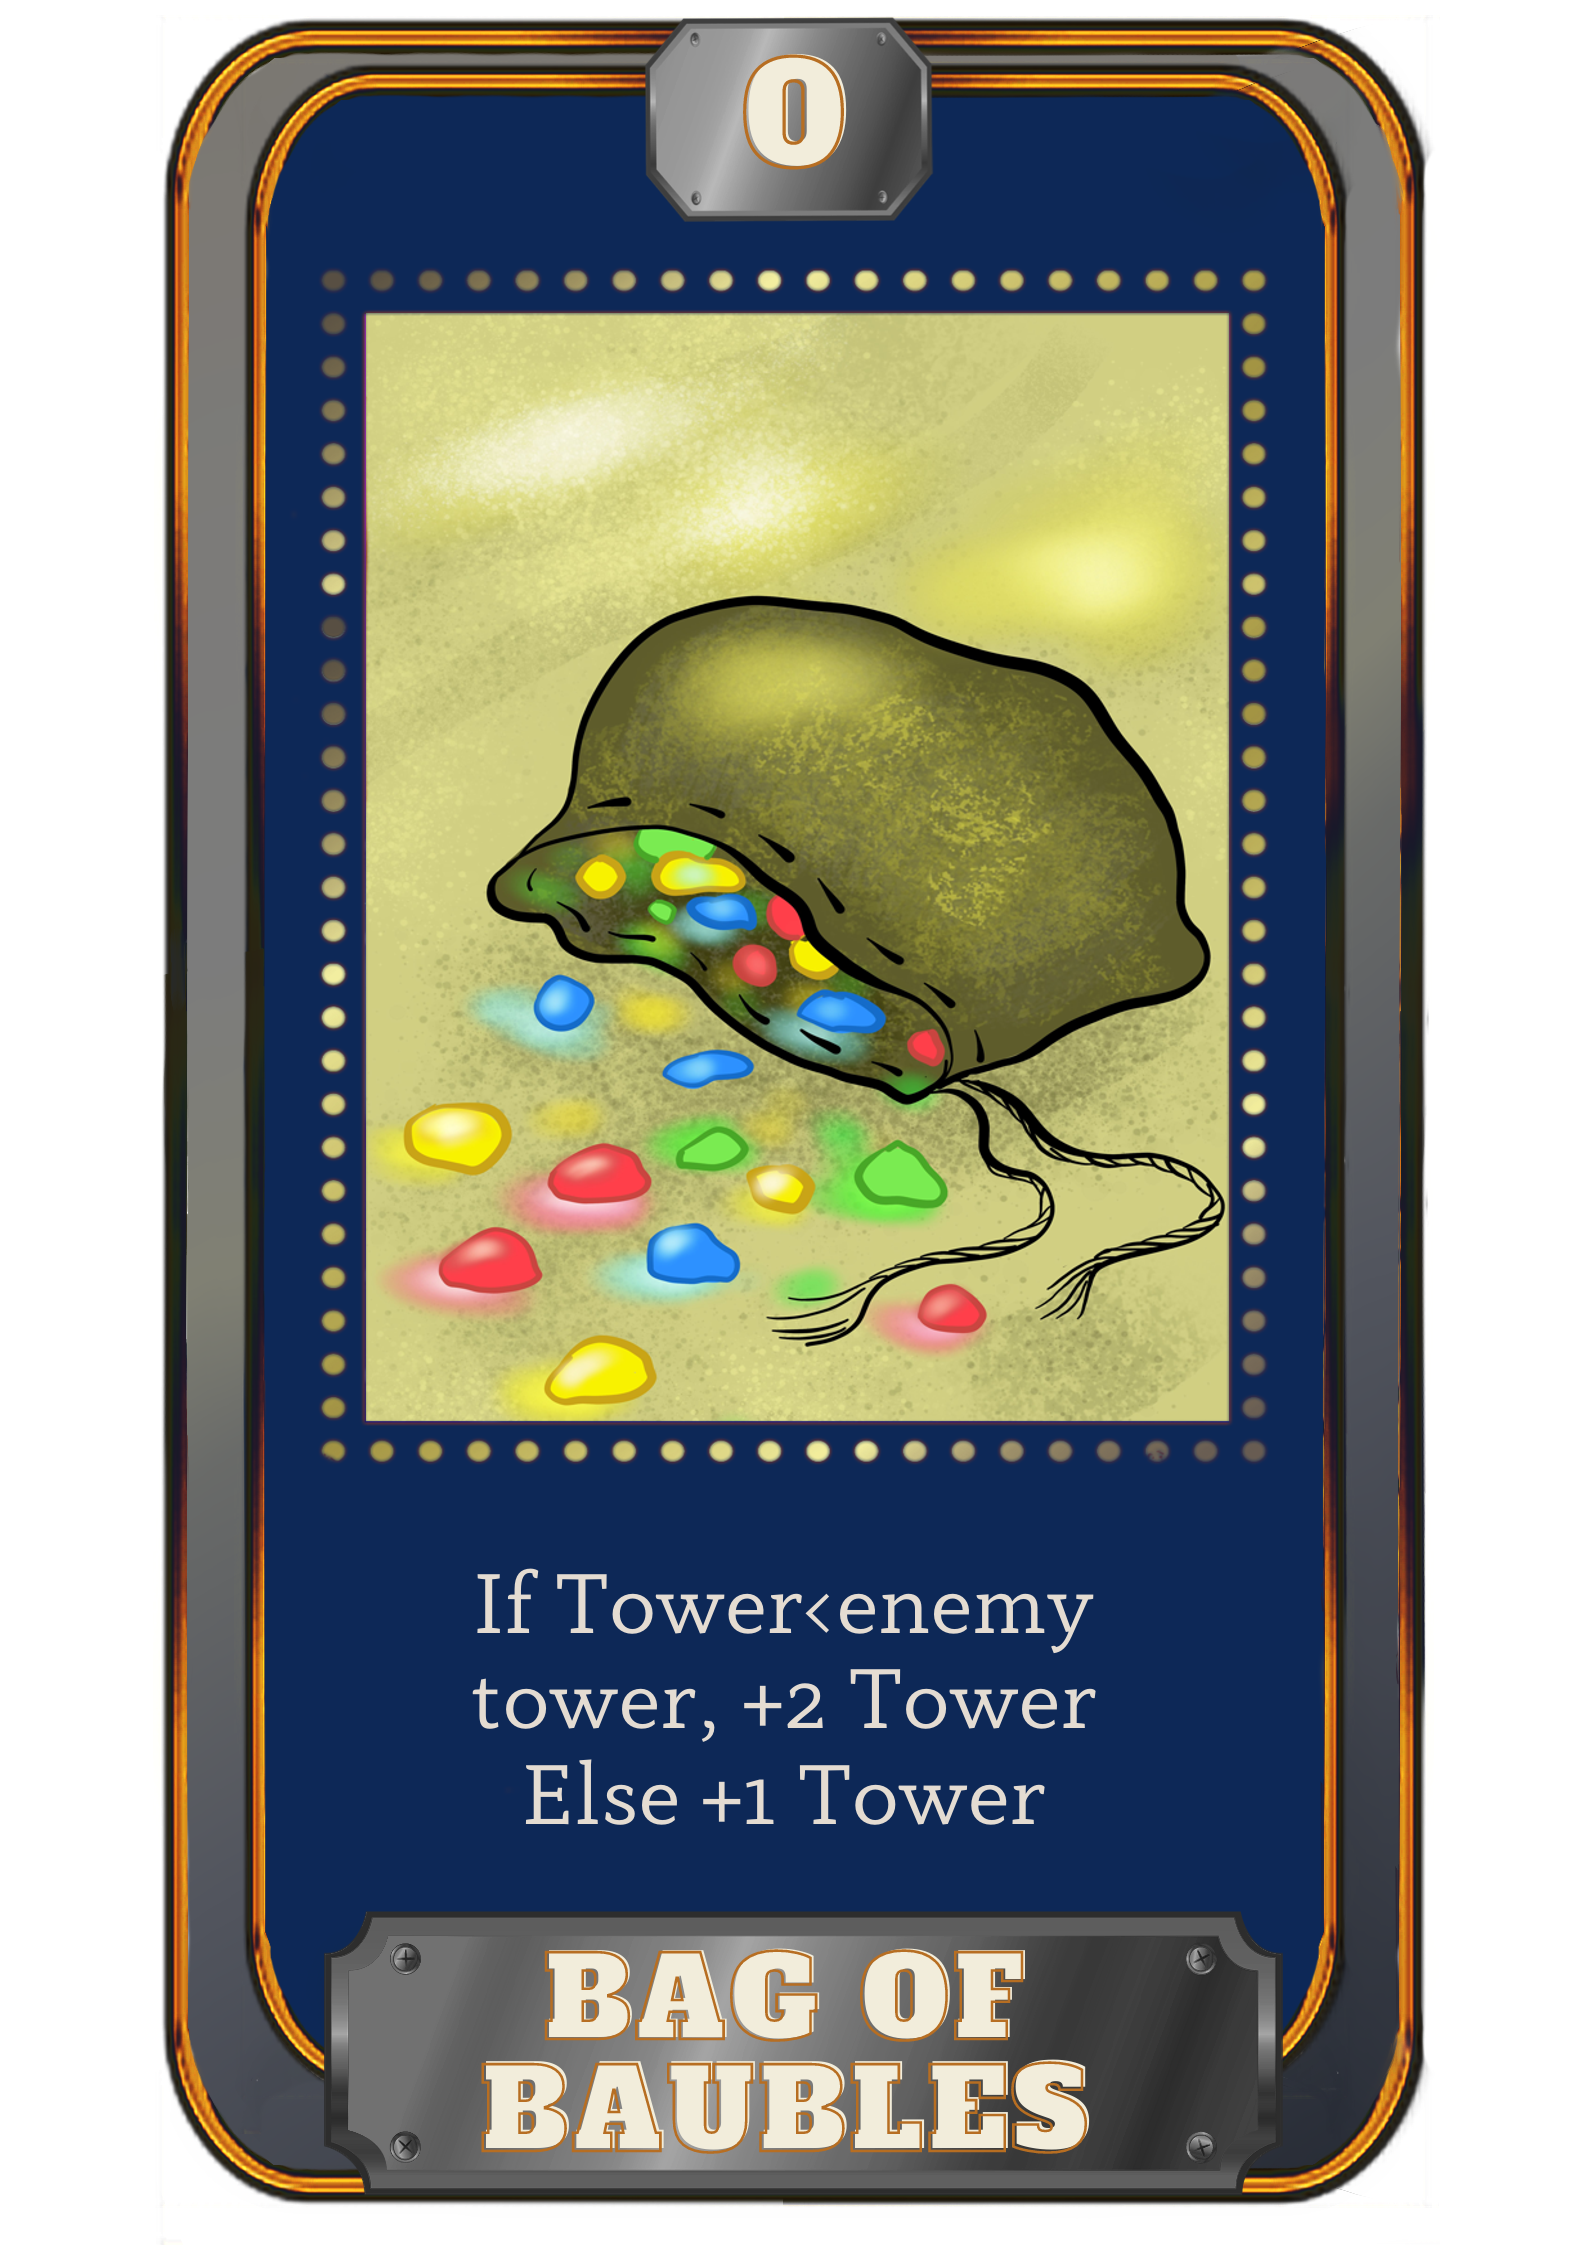 0
If Tower<enemy
tower, +2 Tower
Else +1 Tower
BAG OF
BAUBLES